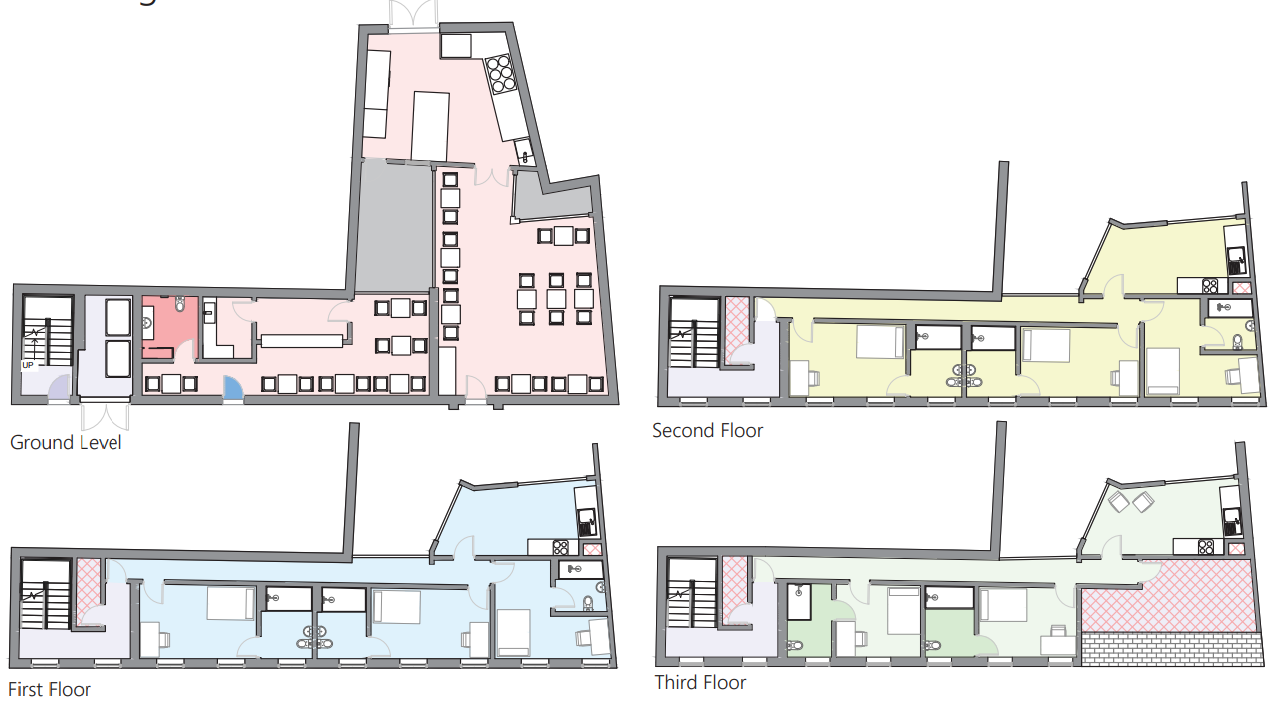 UP
Ground Level
Second Floor
First Floor
Third Floor